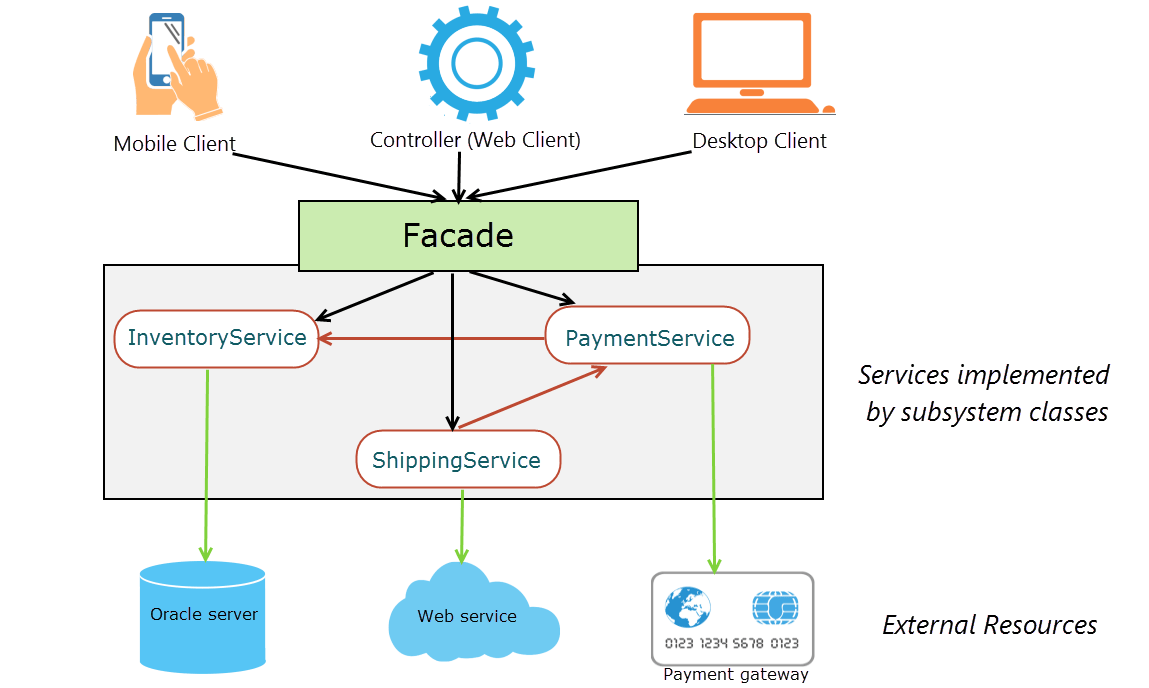 Mobile Client
Controller (Web Client)
Desktop Client
Facade
InventoryService
PaymentService
ShippingService
Services implemented
by subsystem classes
Oracle server
Web service
0123 1234 5678 0123
Payment gateway
External Resources